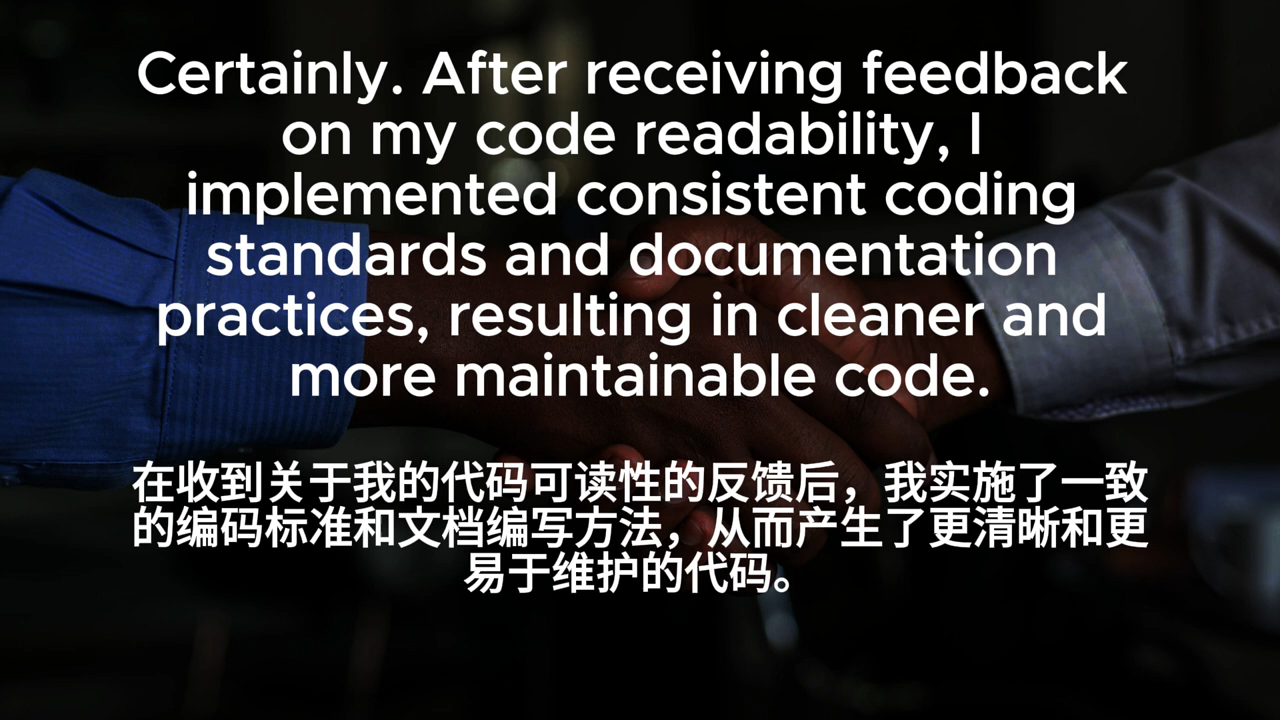 Certainly. After receiving feedback
on my code readability, I
implemented consistent coding
standards and documentation
practices, resulting in cleaner and
more maintainable code.
在收到关于我的代码可读性的反馈后，我实施了一致
的编码标准和文档编写方法，从而产生了更清晰和更
易于维护的代码。